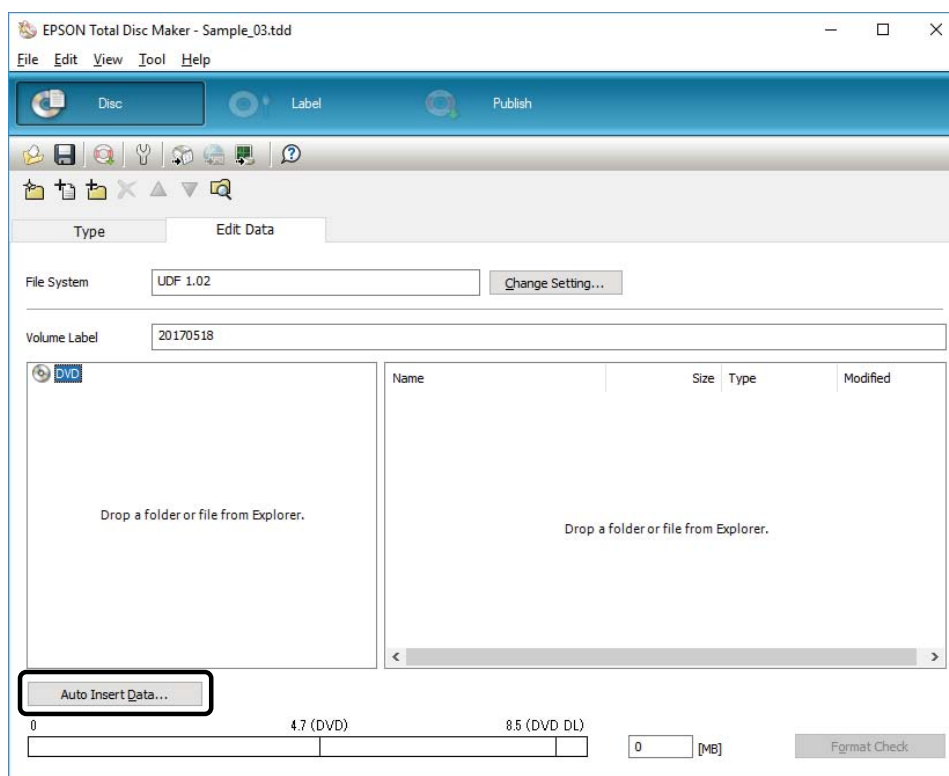 EPSON Total Disc Maker - Sample_03.tdd
File Edit View Tool Help
Disc Label Publish
Type Edit Data
File System UDF 1.02 Change Setting...
Volume Label 20170518
DVD
Name Size Type Modified
Drop a folder or file from Explorer.
Drop a folder or file from Explorer.
Auto Insert Data...
0 4.7 (DVD) 8.5 (DVD DL)
0 [MB] Format Check